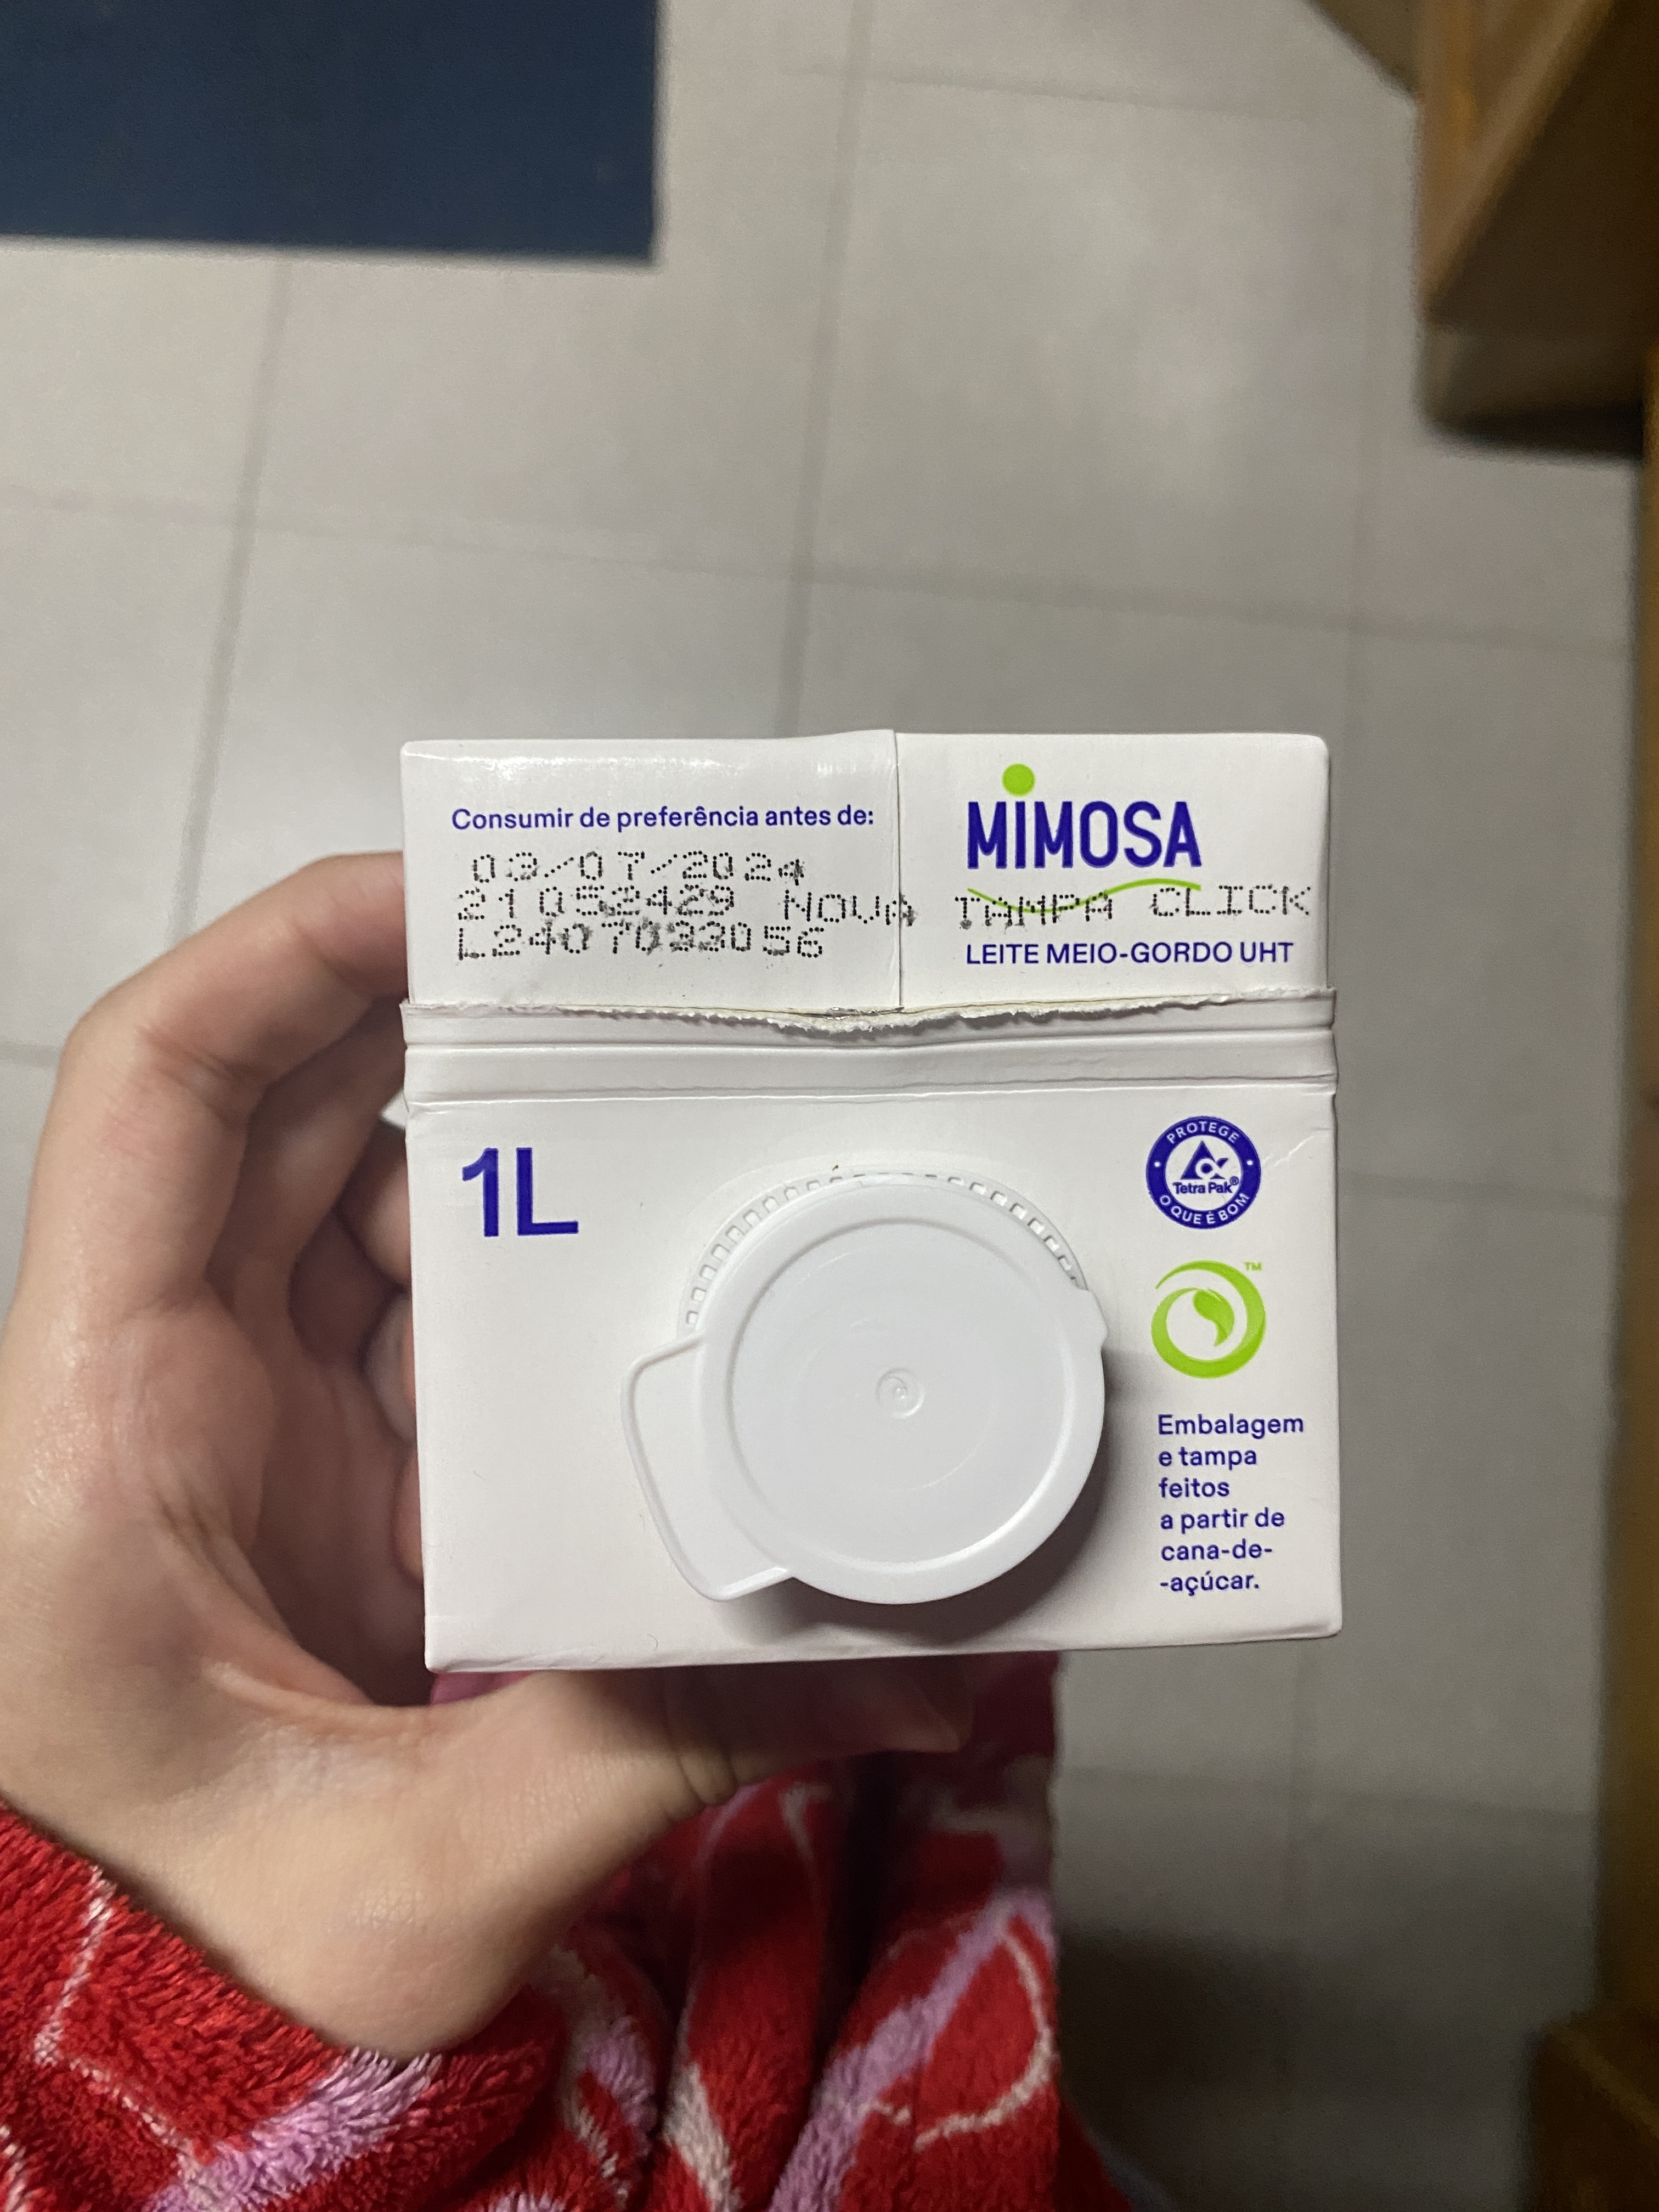 Consumir de preferência antes de:
03/07/2024
21052429 NOVA TAMPA CLICK
L2407033056
MIMOSA
LEITE MEIO-GORDO UHT
1L
PROTEGE
Tetra Pak®
O QUE É BOM
TM
Embalagem
e tampa
feitos
a partir de
cana-de-
-açúcar.